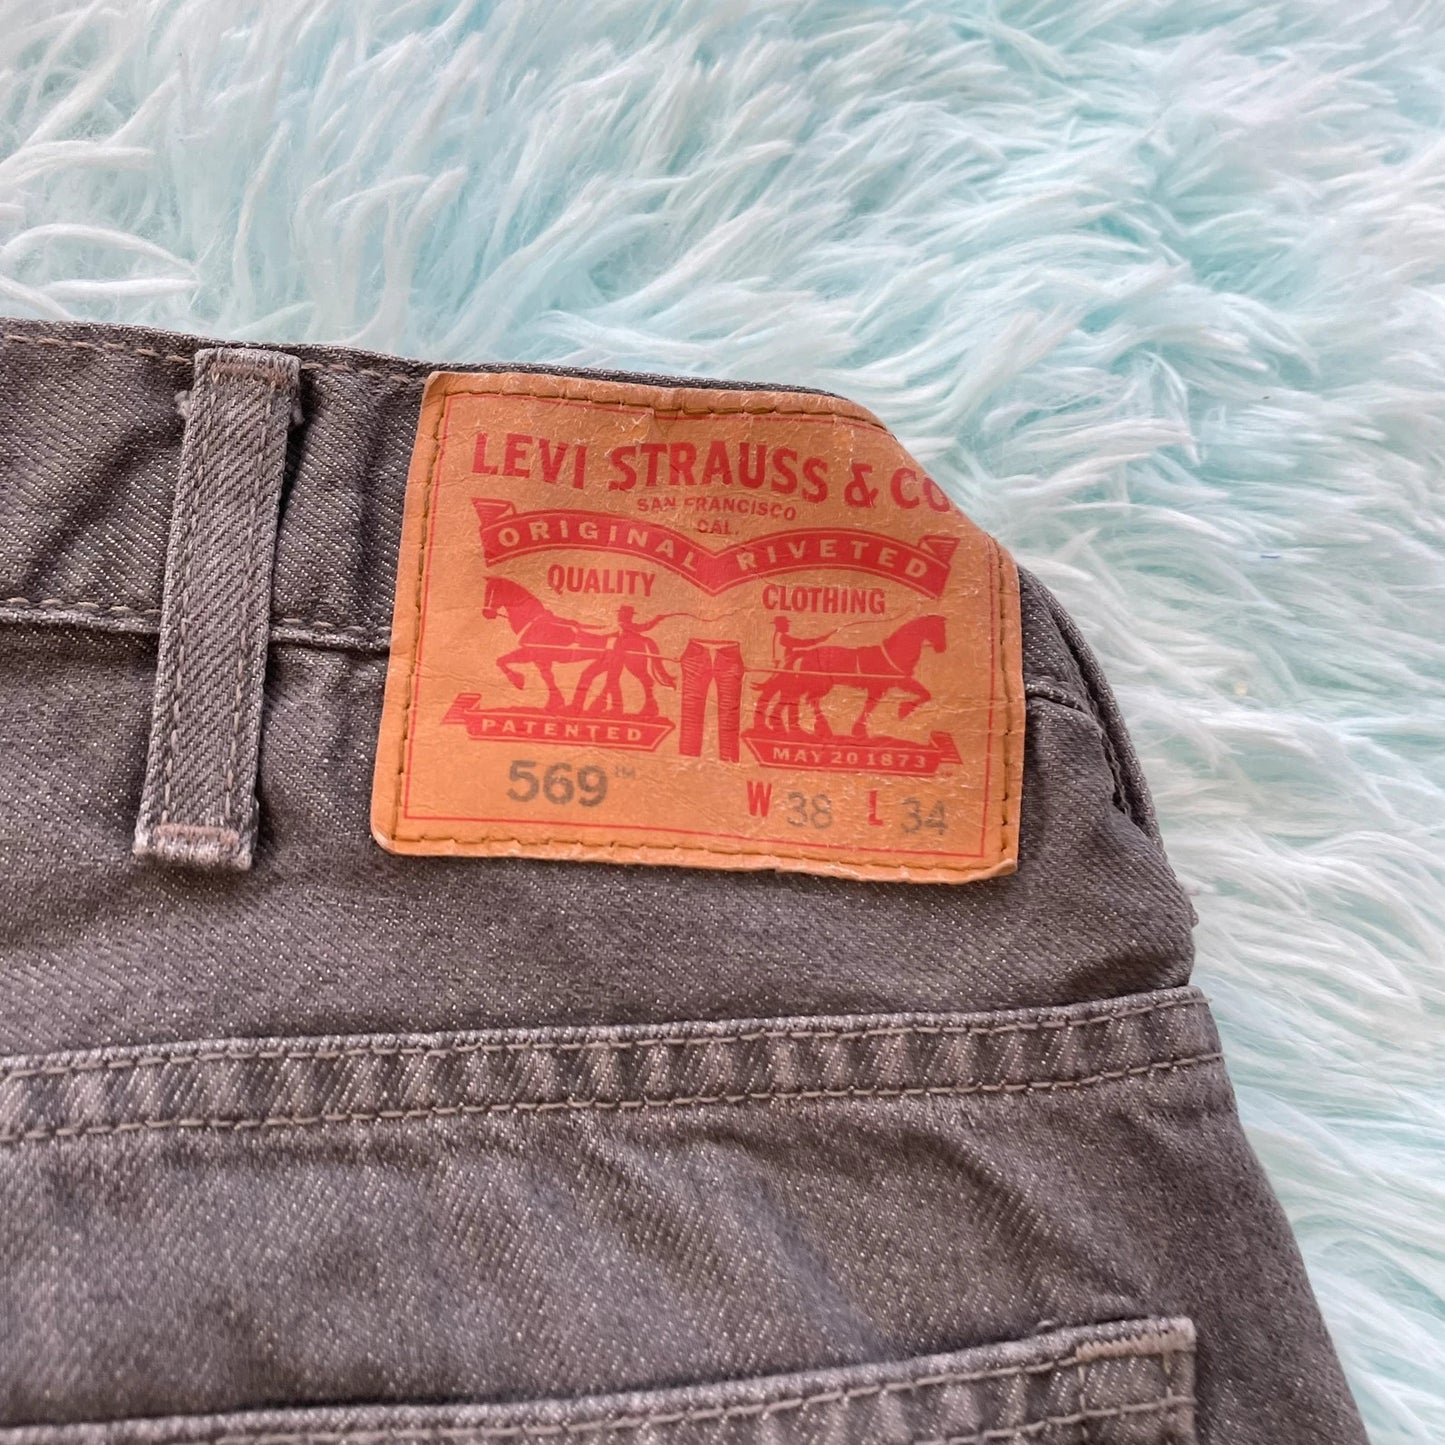 LEVI STRAUSS & CO
SAN FRANCISCO
CAL.
ORIGINAL RIVETED
QUALITY CLOTHING
PATENTED MAY 20 1873
569™ W 38 L 34